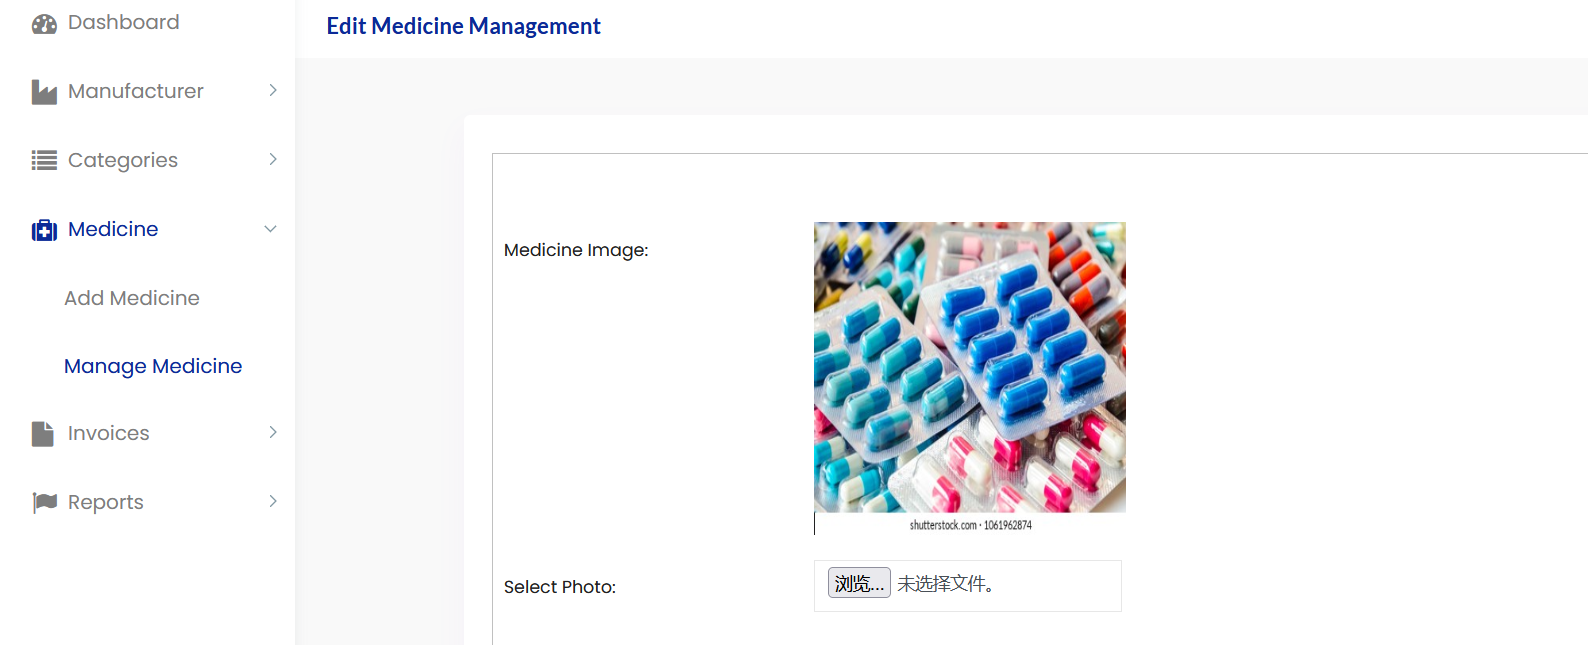 Dashboard
Manufacturer
Categories
Medicine
Add Medicine
Manage Medicine
Invoices
Reports
Edit Medicine Management
Medicine Image:
shutterstock.com · 1061962874
Select Photo:
浏览... 未选择文件。